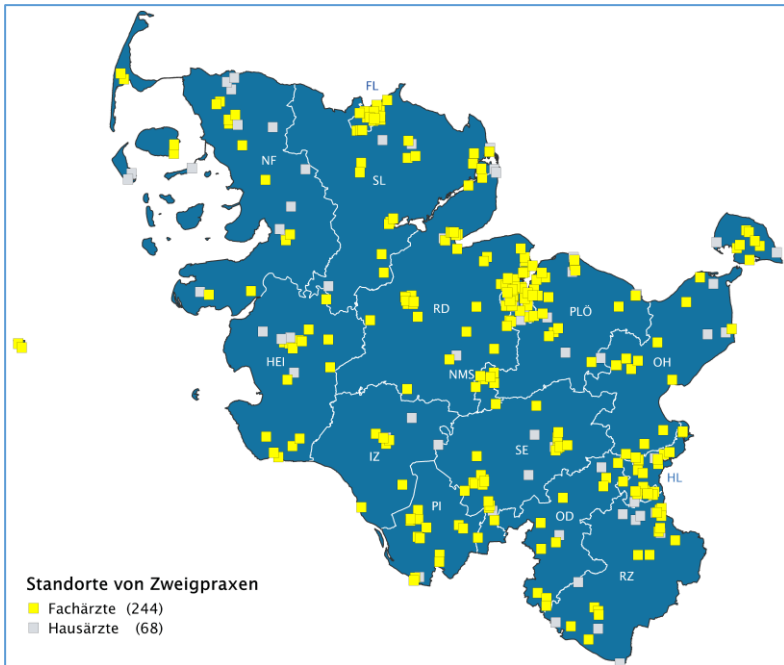 FL
NF
SL
RD
PLÖ
HEI
OH
NMS
IZ
SE
HL
PI
OD
RZ
Standorte von Zweigpraxen
Fachärzte (244)
Hausärzte (68)